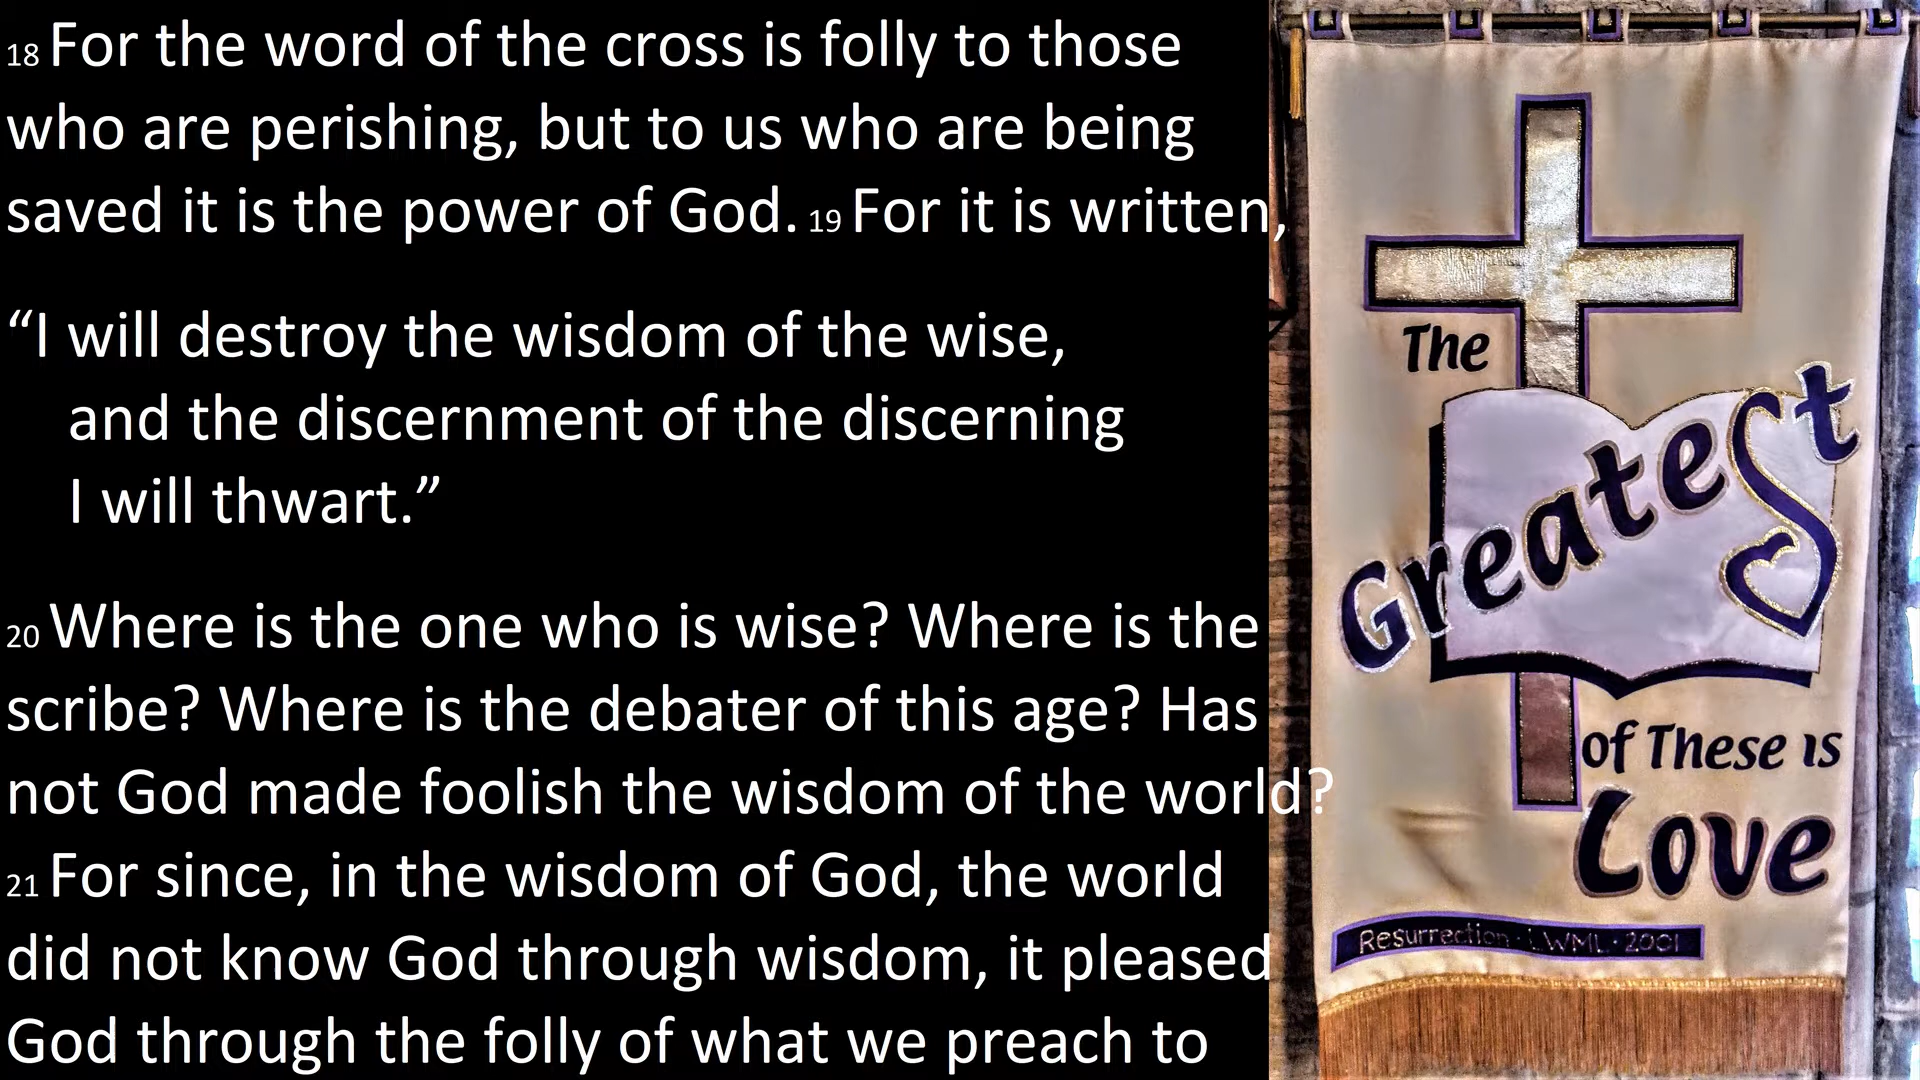 18 For the word of the cross is folly to those
who are perishing, but to us who are being
saved it is the power of God. 19 For it is written,
“I will destroy the wisdom of the wise,
and the discernment of the discerning
I will thwart.”
20 Where is the one who is wise? Where is the
scribe? Where is the debater of this age? Has
not God made foolish the wisdom of the world?
21 For since, in the wisdom of God, the world
did not know God through wisdom, it pleased
God through the folly of what we preach to
The
Greatest
of These is
Love
Resurrection · LWML · 2001